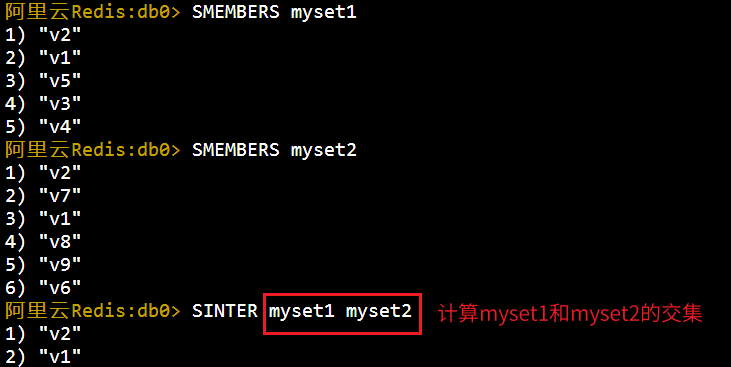 阿里云Redis:db0> SMEMBERS myset1
1) "v2"
2) "v1"
3) "v5"
4) "v3"
5) "v4"
阿里云Redis:db0> SMEMBERS myset2
1) "v2"
2) "v7"
3) "v1"
4) "v8"
5) "v9"
6) "v6"
阿里云Redis:db0> SINTER myset1 myset2 计算myset1和myset2的交集
1) "v2"
2) "v1"